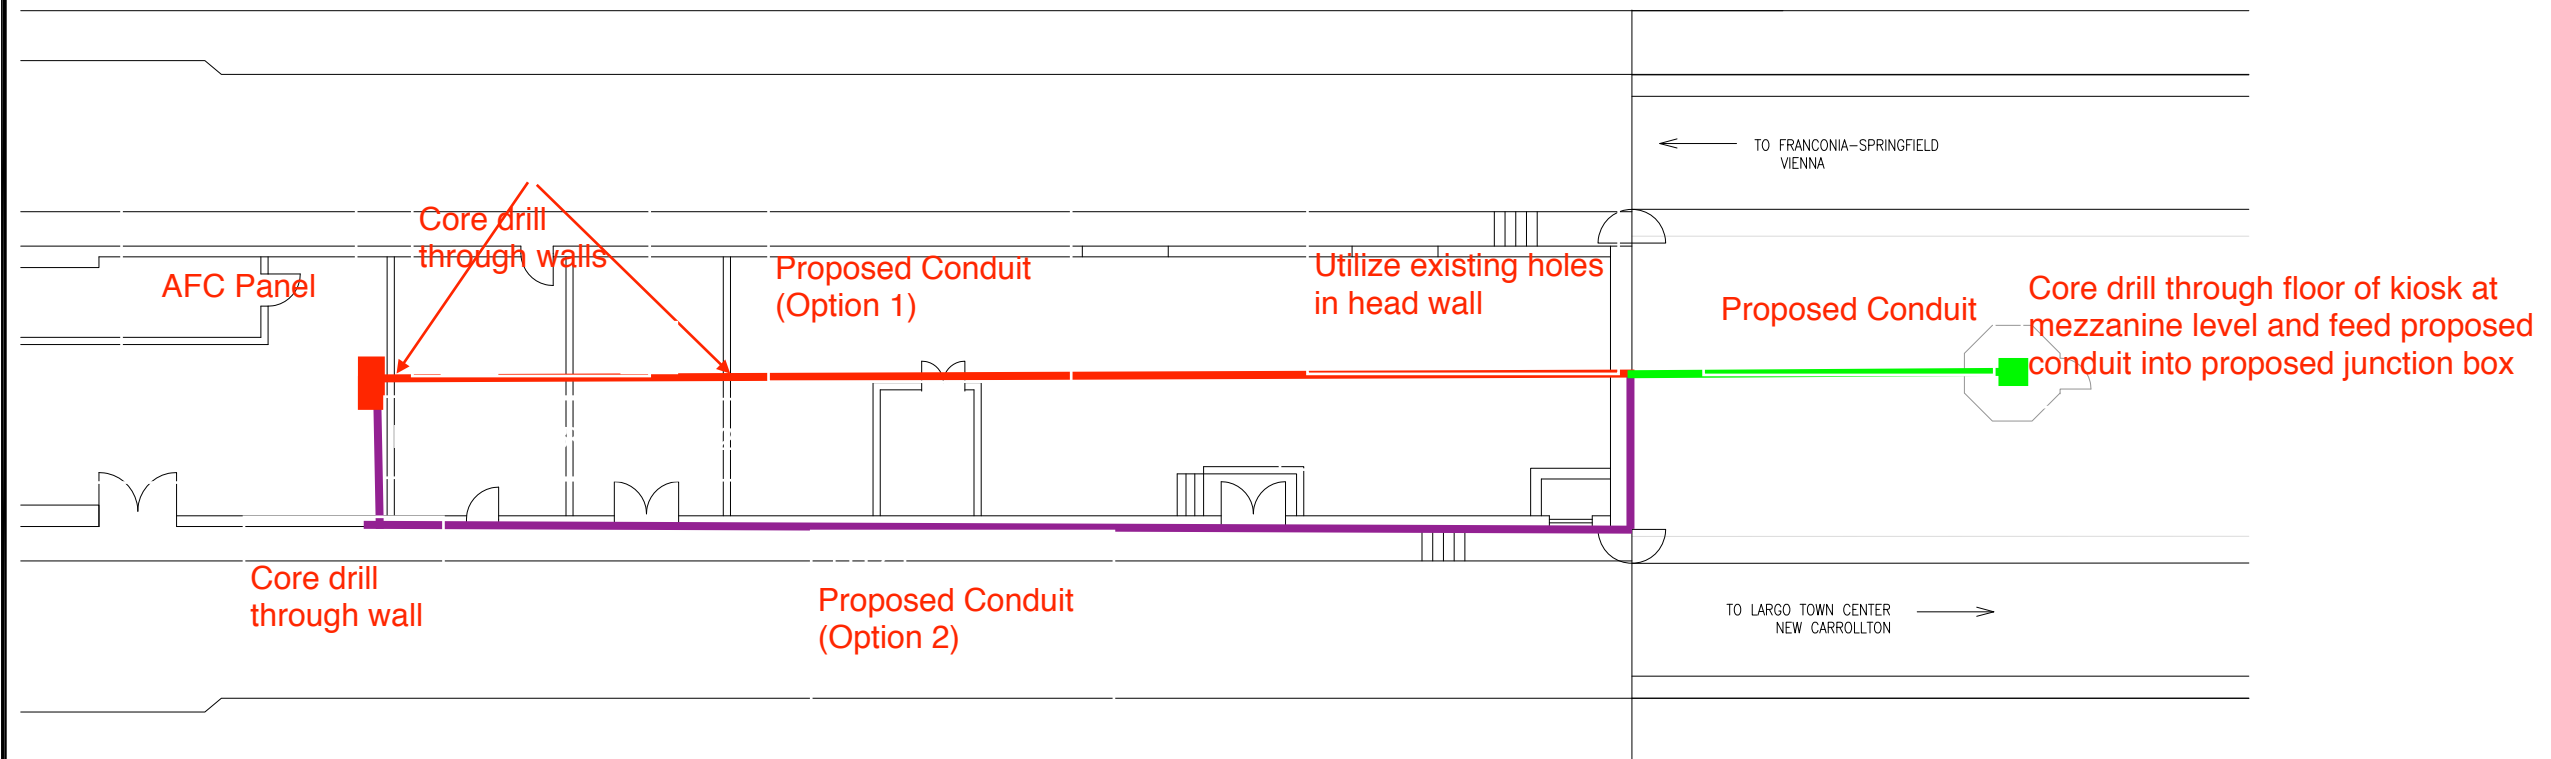 TO FRANCONIA-SPRINGFIELD
VIENNA
Core drill
through walls
AFC Panel
Proposed Conduit
(Option 1)
Utilize existing holes
in head wall
Proposed Conduit
Core drill through floor of kiosk at
mezzanine level and feed proposed
conduit into proposed junction box
Core drill
through wall
Proposed Conduit
(Option 2)
TO LARGO TOWN CENTER
NEW CARROLLTON